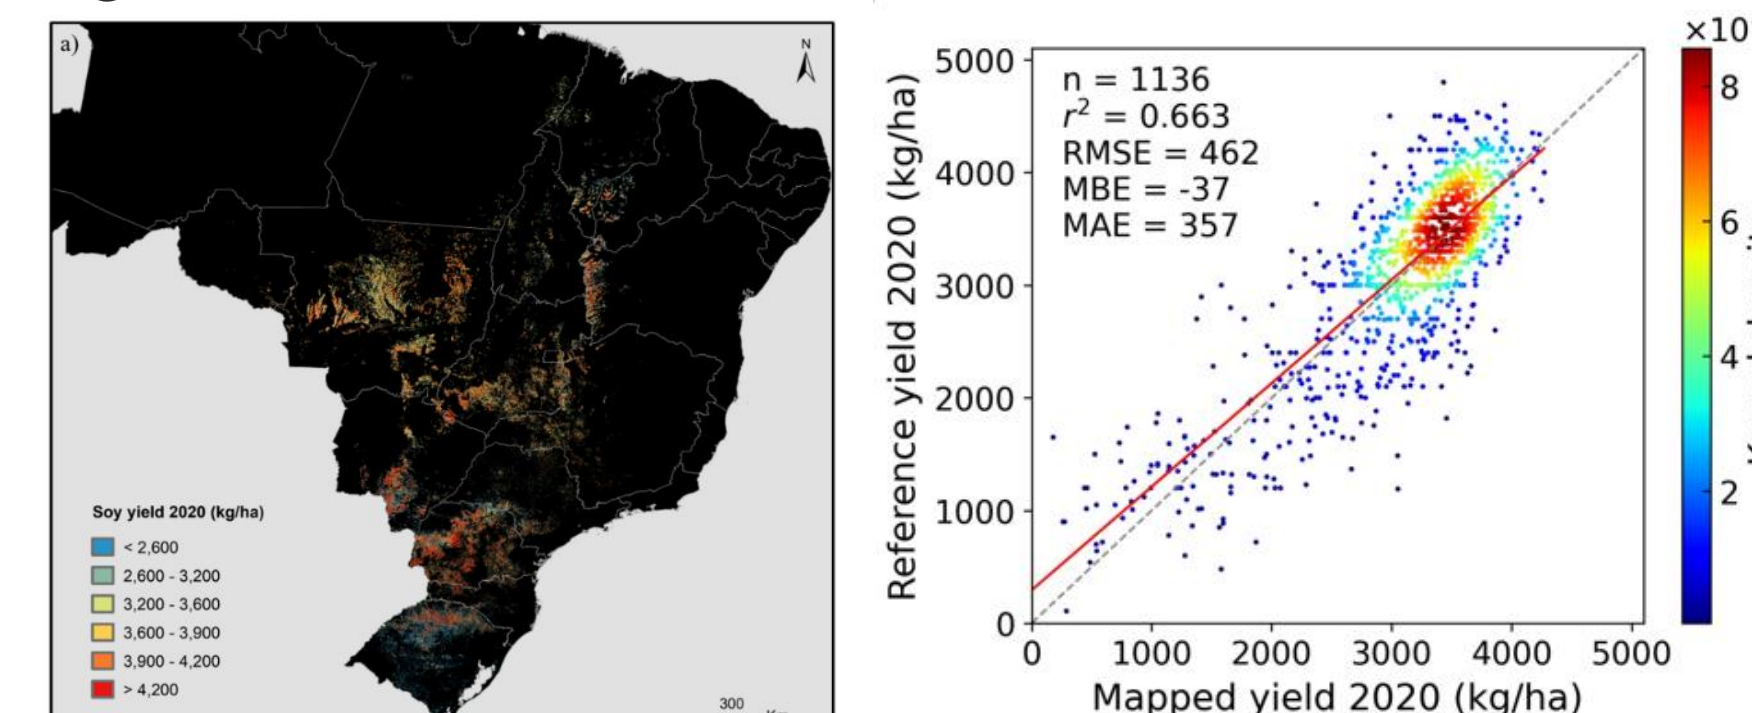 a)
N
Soy yield 2020 (kg/ha)
< 2,600
2,600 - 3,200
3,200 - 3,600
3,600 - 3,900
3,900 - 4,200
> 4,200
300
n = 1136
r² = 0.663
RMSE = 462
MBE = -37
MAE = 357
Reference yield 2020 (kg/ha)
5000
4000
3000
2000
1000
0
0 1000 2000 3000 4000 5000
Mapped yield 2020 (kg/ha)
×10
8
6
4
2